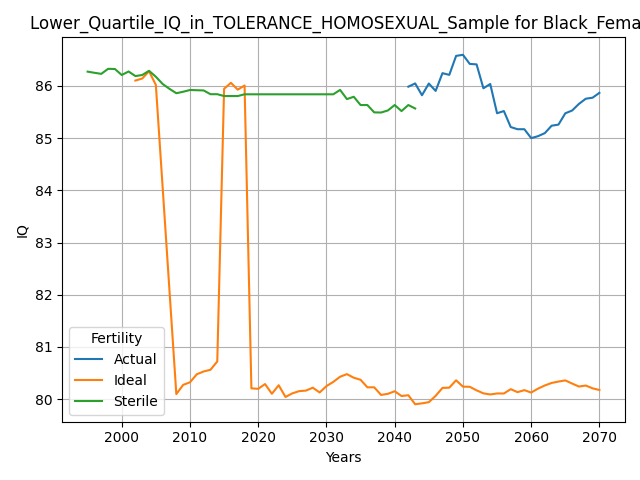 Lower_Quartile_IQ_in_TOLERANCE_HOMOSEXUAL_Sample for Black_Fema
86
85
84
83
82
81
80
IQ
Fertility
Actual
Ideal
Sterile
2000 2010 2020 2030 2040 2050 2060 2070
Years